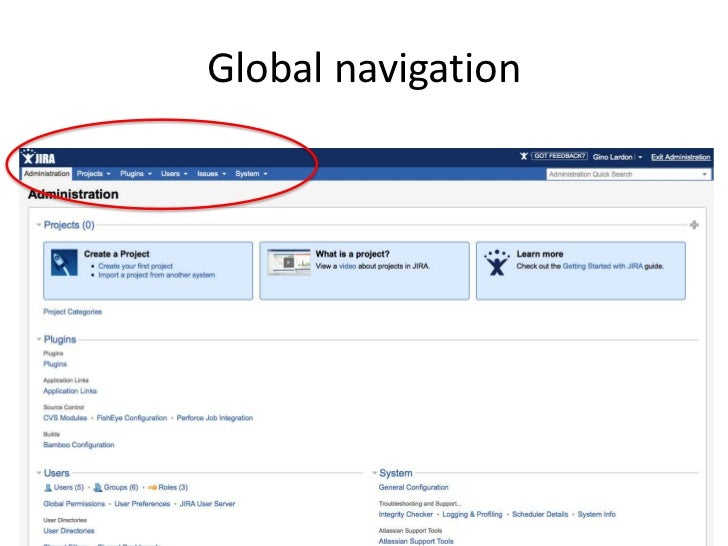 Global navigation
JIRA
GOT FEEDBACK? Gino Lardon Exit Administration
Administration Projects Plugins Users Issues System Administration Quick Search
Administration
Projects (0)
Create a Project
• Create your first project
• Import a project from another system
What is a project?
View a video about projects in JIRA.
Learn more
Check out the Getting Started with JIRA guide.
Project Categories
Plugins
Plugins
Plugins
Application Links
Application Links
Source Control
CVS Modules • FishEye Configuration • Perforce Job Integration
Builds
Bamboo Configuration
Users
Users (5) • Groups (6) • Roles (3)
Global Permissions • User Preferences • JIRA User Server
User Directories
User Directories
System
General Configuration
Troubleshooting and Support...
Integrity Checker • Logging & Profiling • Scheduler Details • System Info
Atlassian Support Tools
Atlassian Support Tools